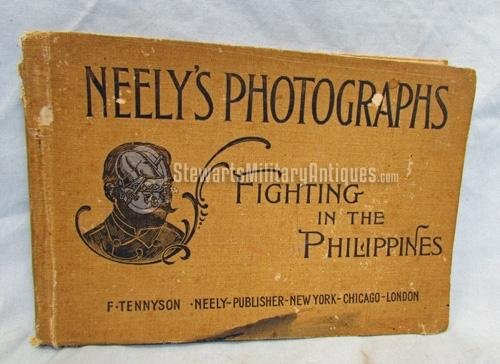 NEELY'S PHOTOGRAPHS
StewartsMilitaryAntiques.com
FIGHTING
IN THE
PHILIPPINES
F·TENNYSON·NEELY-PUBLISHER-NEW YORK-CHICAGO-LONDON